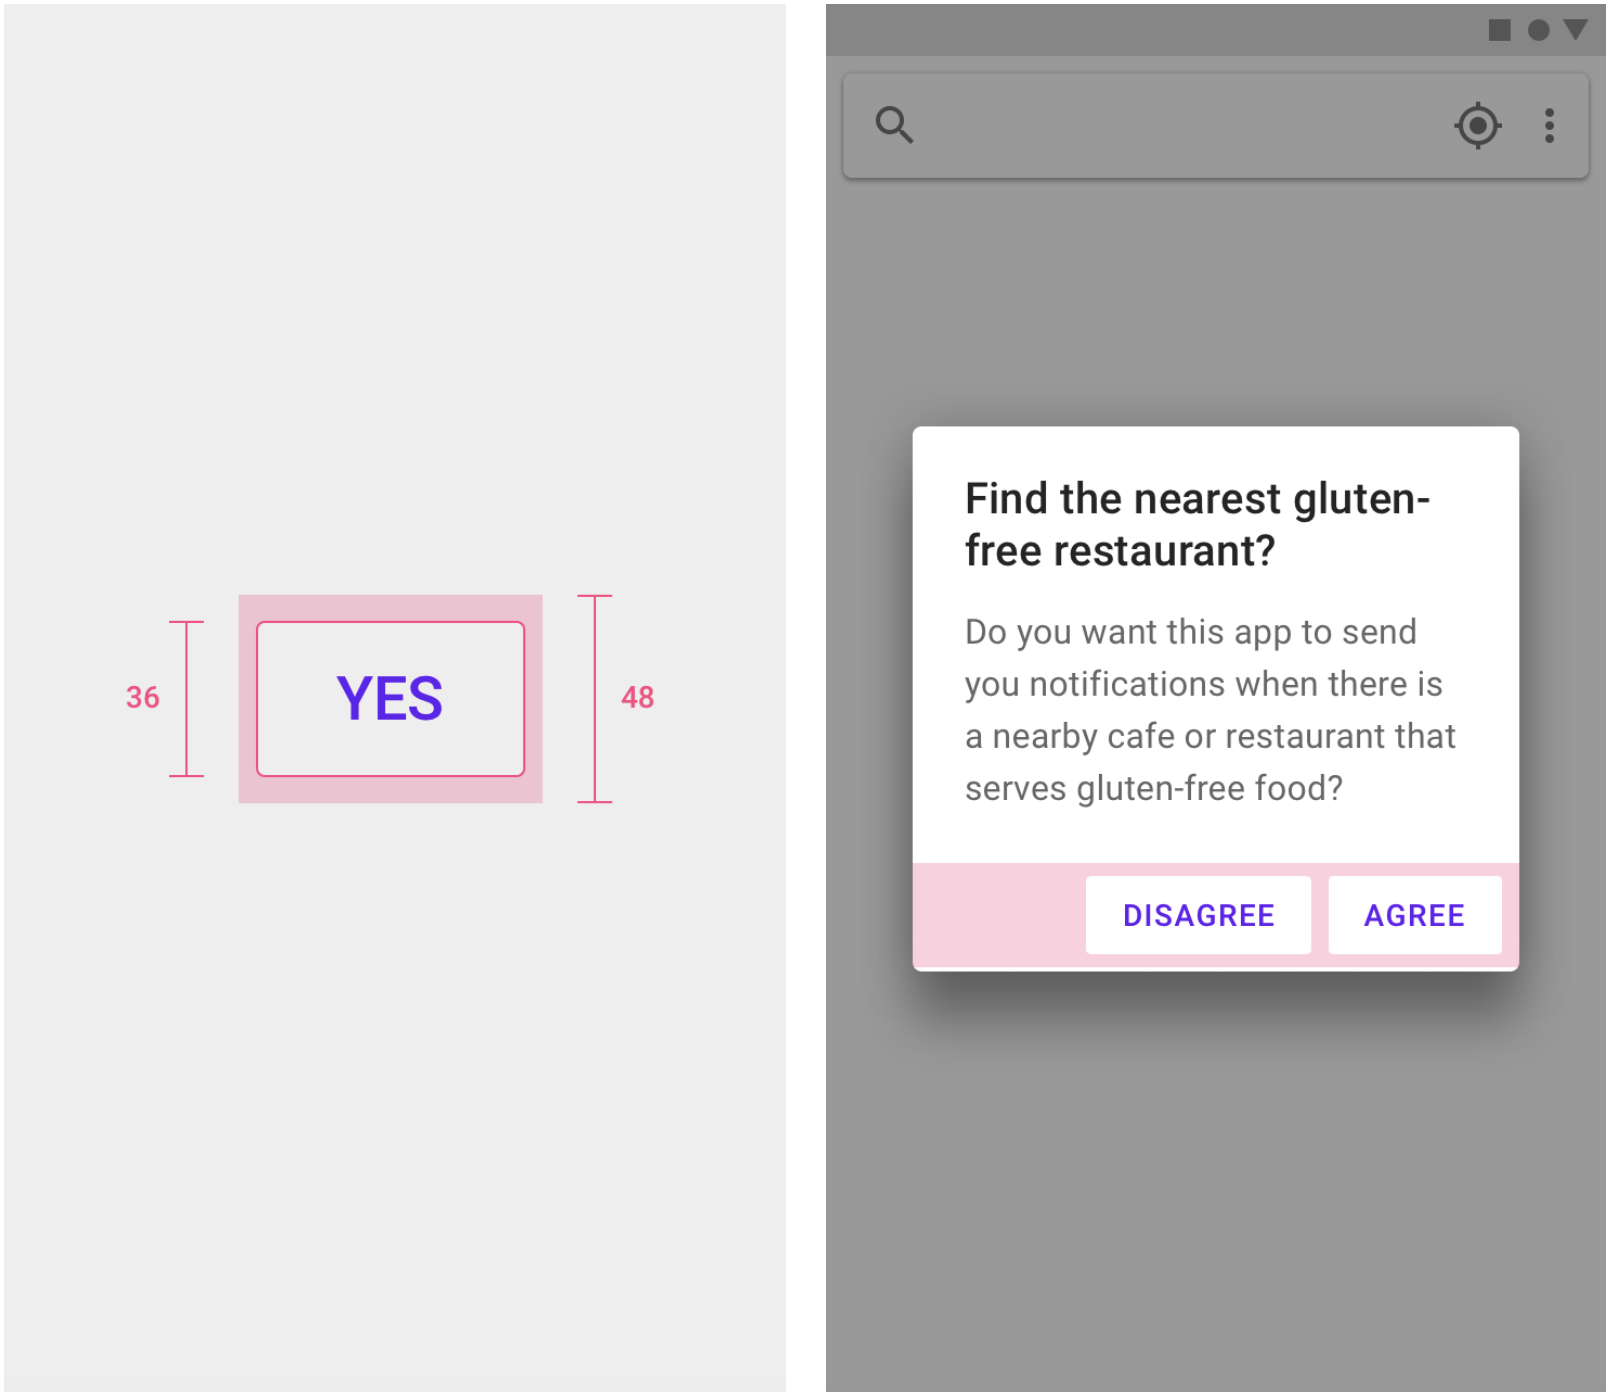 36
YES
48
Find the nearest gluten-
free restaurant?
Do you want this app to send
you notifications when there is
a nearby cafe or restaurant that
serves gluten-free food?
DISAGREE
AGREE